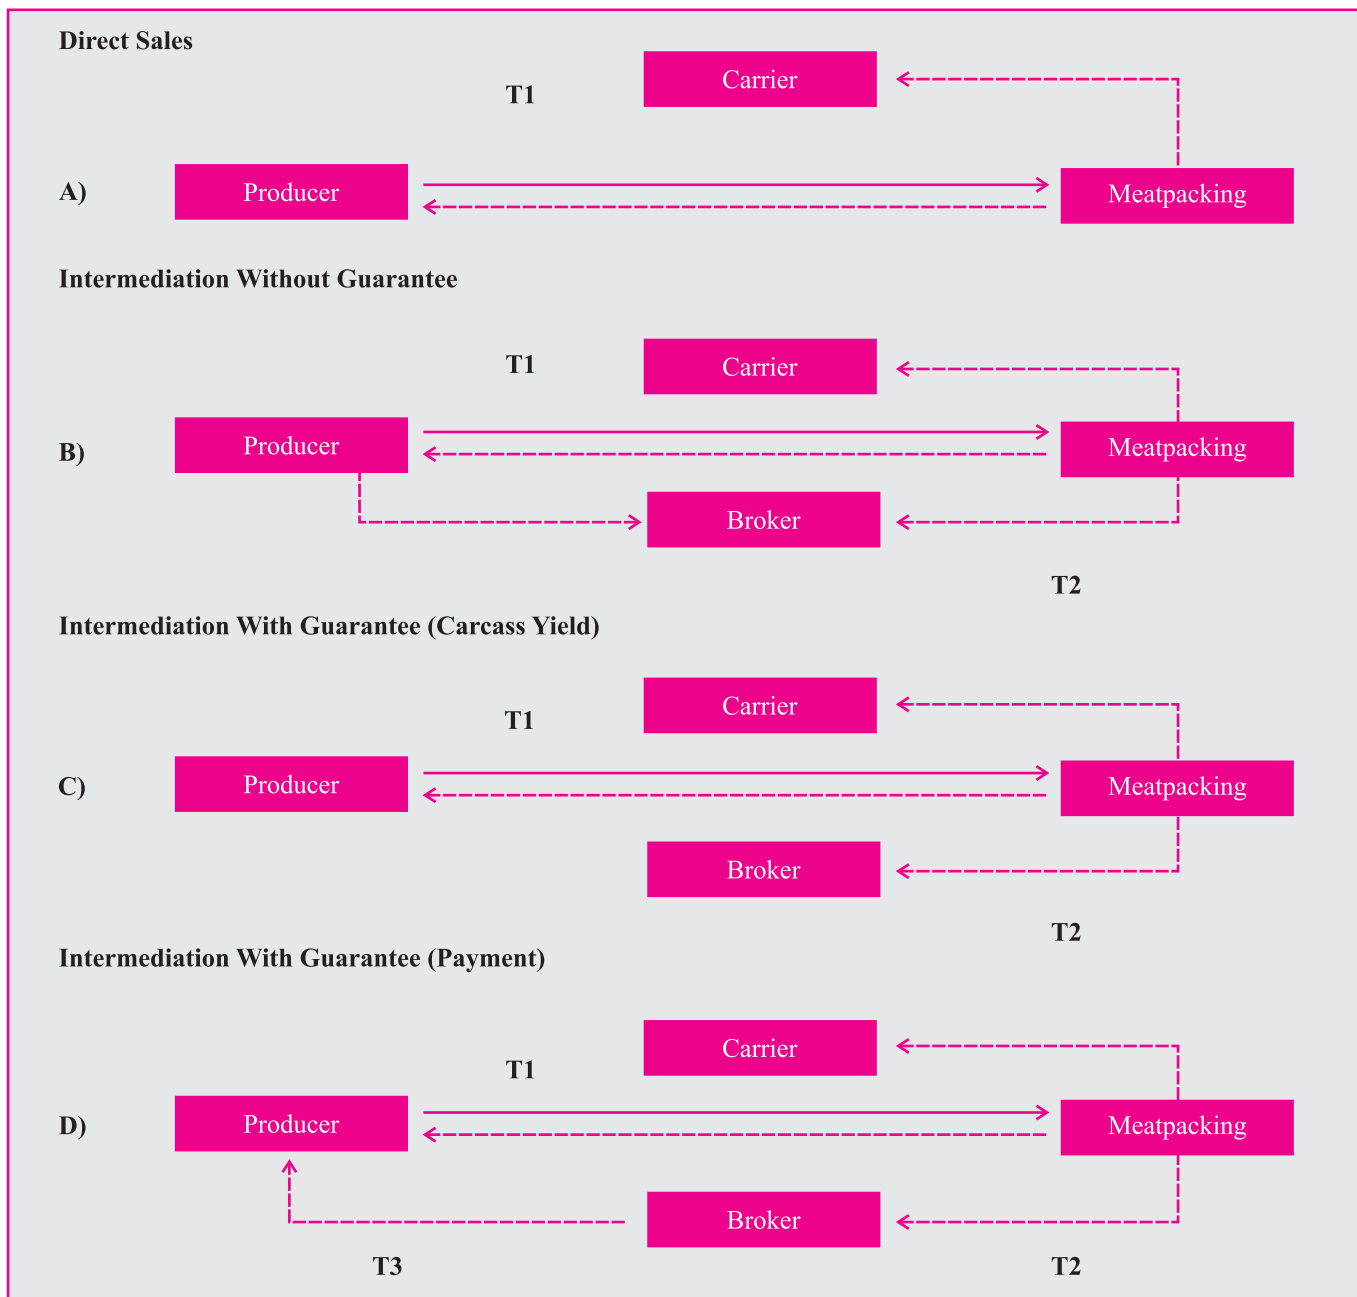 Direct Sales
Carrier
T1
A)
Producer
Meatpacking
Intermediation Without Guarantee
T1
Carrier
B)
Producer
Meatpacking
Broker
T2
Intermediation With Guarantee (Carcass Yield)
Carrier
T1
C)
Producer
Meatpacking
Broker
T2
Intermediation With Guarantee (Payment)
Carrier
T1
D)
Producer
Meatpacking
Broker
T3
T2